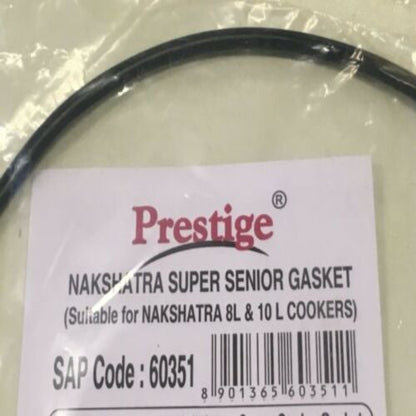 Prestige®
NAKSHATRA SUPER SENIOR GASKET
(Suitable for NAKSHATRA 8L & 10 L COOKERS)
SAP Code : 60351
8 901365 603511